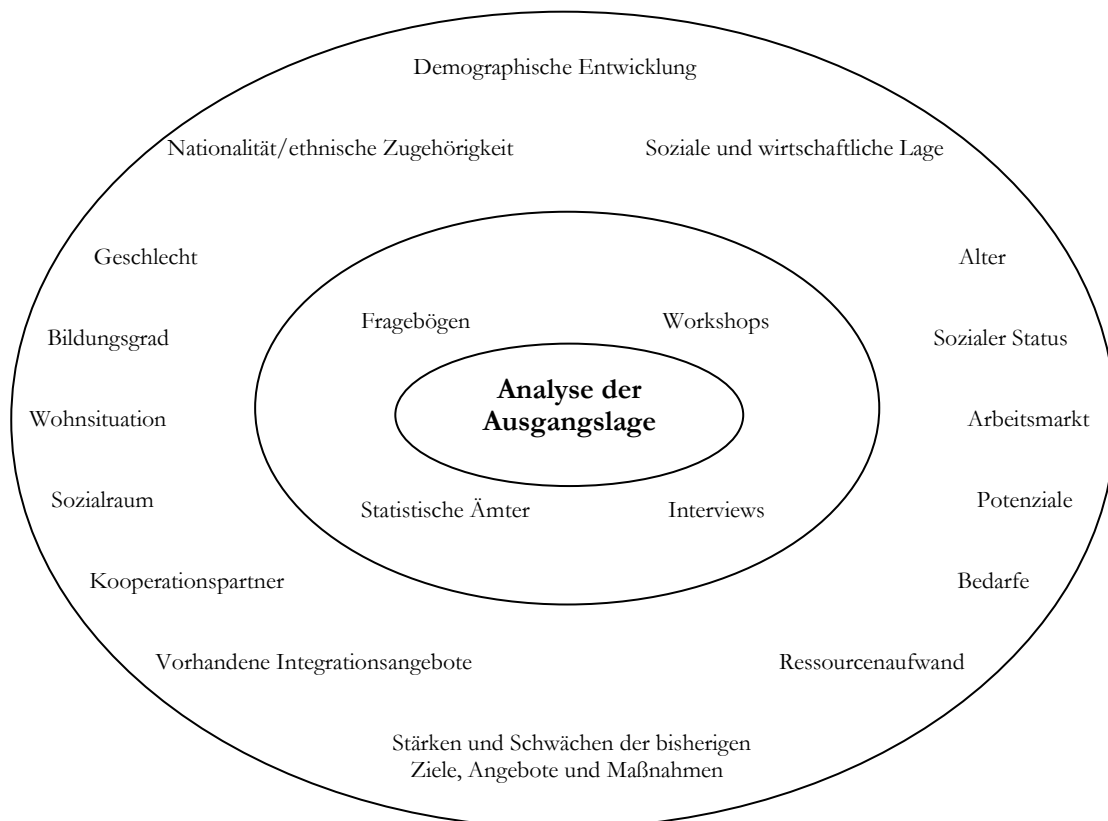 Demographische Entwicklung
Nationalität/ethnische Zugehörigkeit
Soziale und wirtschaftliche Lage
Geschlecht
Alter
Fragebögen
Workshops
Bildungsgrad
Sozialer Status
Analyse der
Ausgangslage
Wohnsituation
Arbeitsmarkt
Sozialraum
Statistische Ämter
Interviews
Potenziale
Kooperationspartner
Bedarfe
Vorhandene Integrationsangebote
Ressourcenaufwand
Stärken und Schwächen der bisherigen
Ziele, Angebote und Maßnahmen